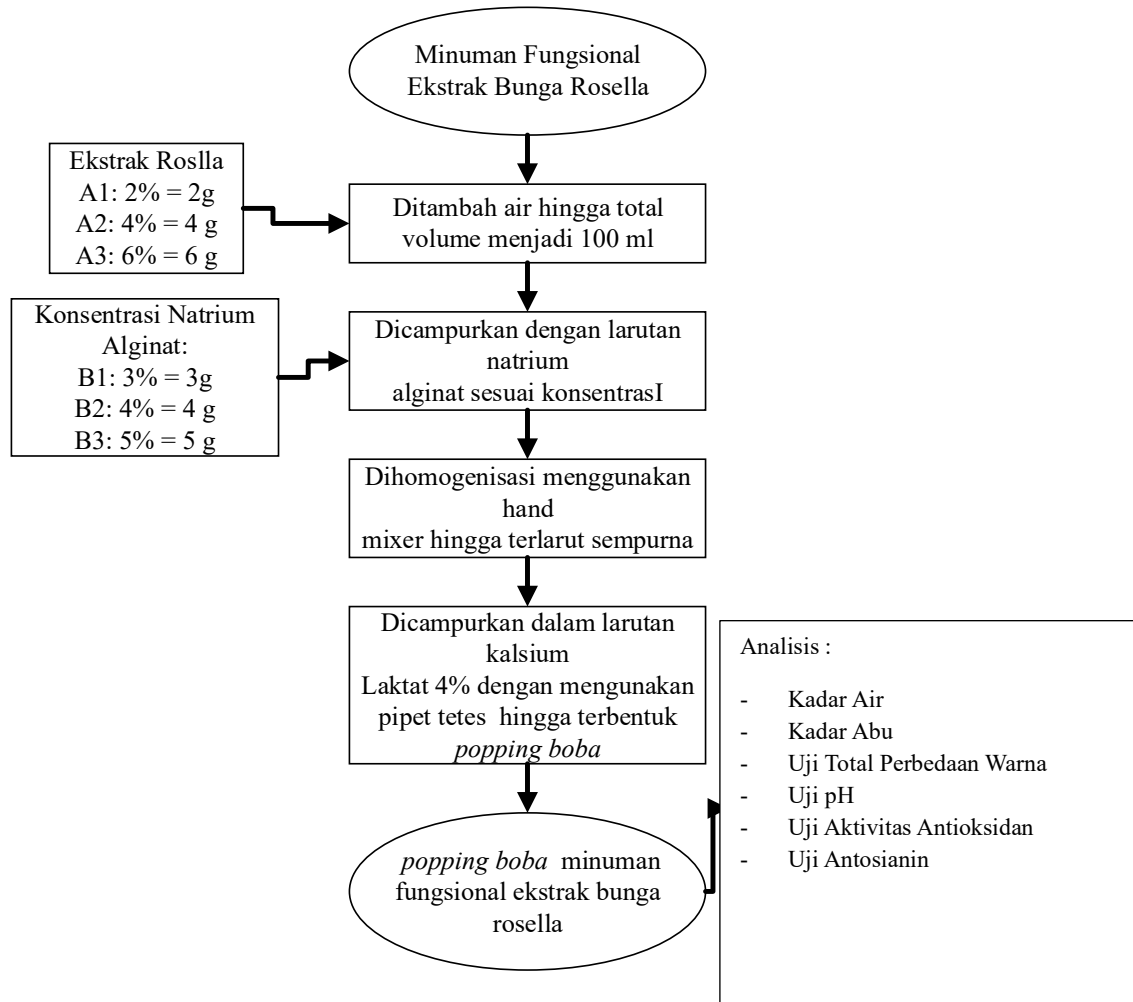 Minuman Fungsional
Ekstrak Bunga Rosella
Ekstrak Roslla
A1: 2% = 2g
A2: 4% = 4 g
A3: 6% = 6 g
Ditambah air hingga total
volume menjadi 100 ml
Konsentrasi Natrium
Alginat:
B1: 3% = 3g
B2: 4% = 4 g
B3: 5% = 5 g
Dicampurkan dengan larutan
natrium
alginat sesuai konsentrasI
Dihomogenisasi menggunakan
hand
mixer hingga terlarut sempurna
Dicampurkan dalam larutan
kalsium
Laktat 4% dengan mengunakan
pipet tetes hingga terbentuk
popping boba
popping boba minuman
fungsional ekstrak bunga
rosella
Analisis :
- Kadar Air
- Kadar Abu
- Uji Total Perbedaan Warna
- Uji pH
- Uji Aktivitas Antioksidan
- Uji Antosianin